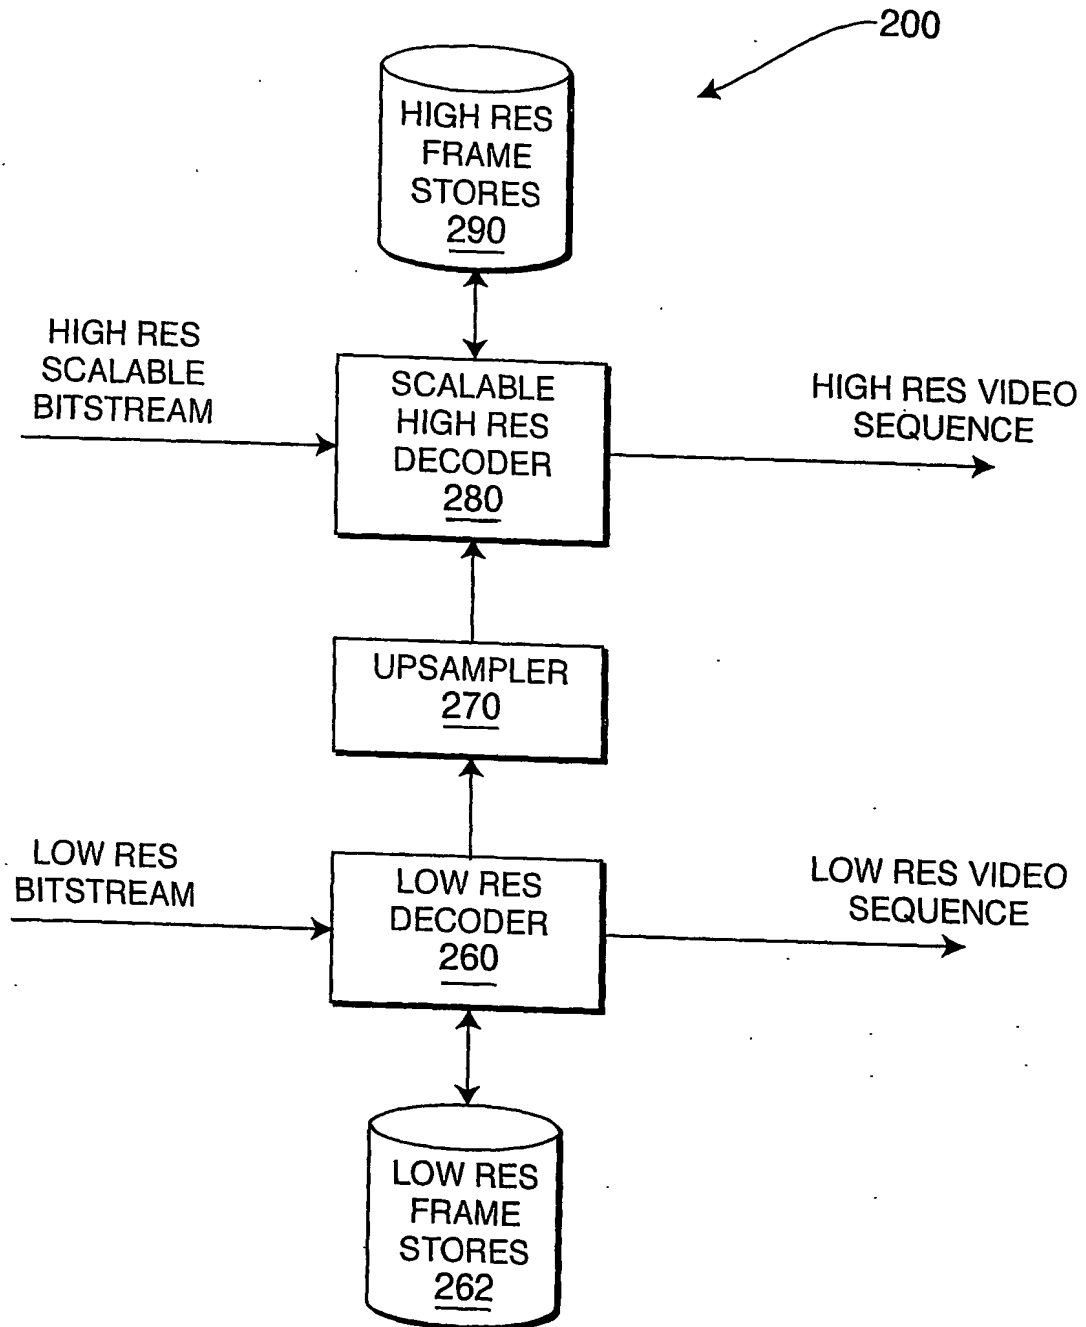 200
HIGH RES
FRAME
STORES
290
HIGH RES
SCALABLE
BITSTREAM
SCALABLE
HIGH RES
DECODER
280
HIGH RES VIDEO
SEQUENCE
UPSAMPLER
270
LOW RES
BITSTREAM
LOW RES
DECODER
260
LOW RES VIDEO
SEQUENCE
LOW RES
FRAME
STORES
262